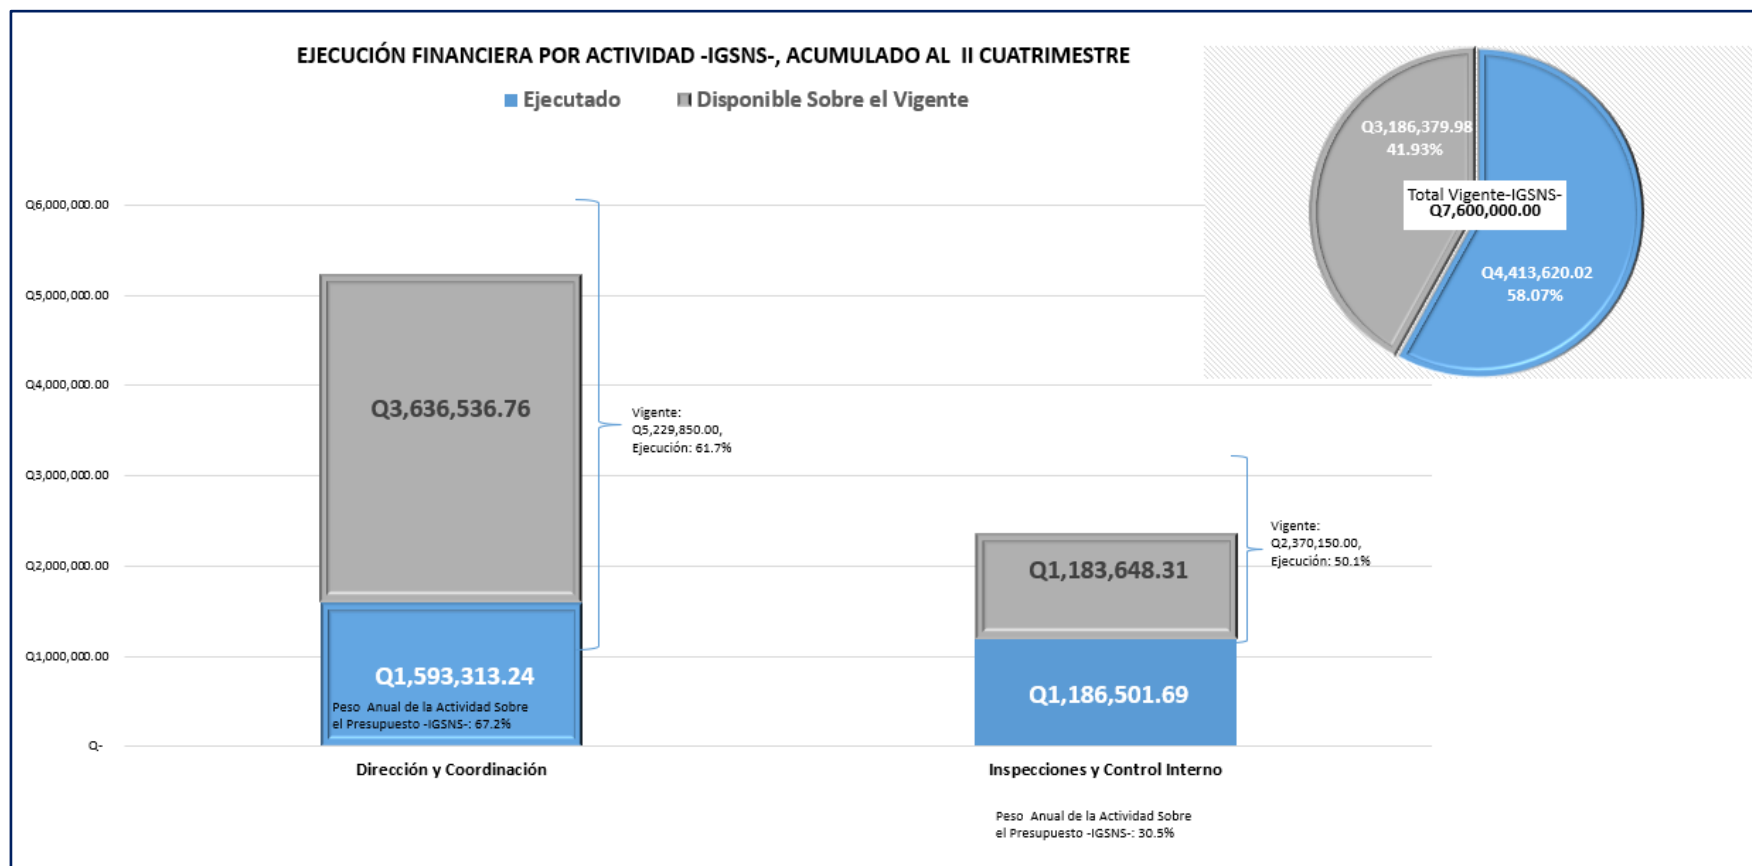 EJECUCIÓN FINANCIERA POR ACTIVIDAD -IGSNS-, ACUMULADO AL  II CUATRIMESTRE
Ejecutado
Disponible Sobre el Vigente
Q3,186,379.98
41.93%
Total Vigente-IGSNS-
Q7,600,000.00
Q4,413,620.02
58.07%
Q6,000,000.00
Q5,000,000.00
Q4,000,000.00
Q3,000,000.00
Q2,000,000.00
Q1,000,000.00
Q-
Q3,636,536.76
Vigente:
Q5,229,850.00,
Ejecución: 61.7%
Q1,593,313.24
Peso  Anual de la Actividad Sobre
el Presupuesto -IGSNS-: 67.2%
Q1,183,648.31
Vigente:
Q2,370,150.00,
Ejecución: 50.1%
Q1,186,501.69
Dirección y Coordinación
Inspecciones y Control Interno
Peso  Anual de la Actividad Sobre
el Presupuesto -IGSNS-: 30.5%